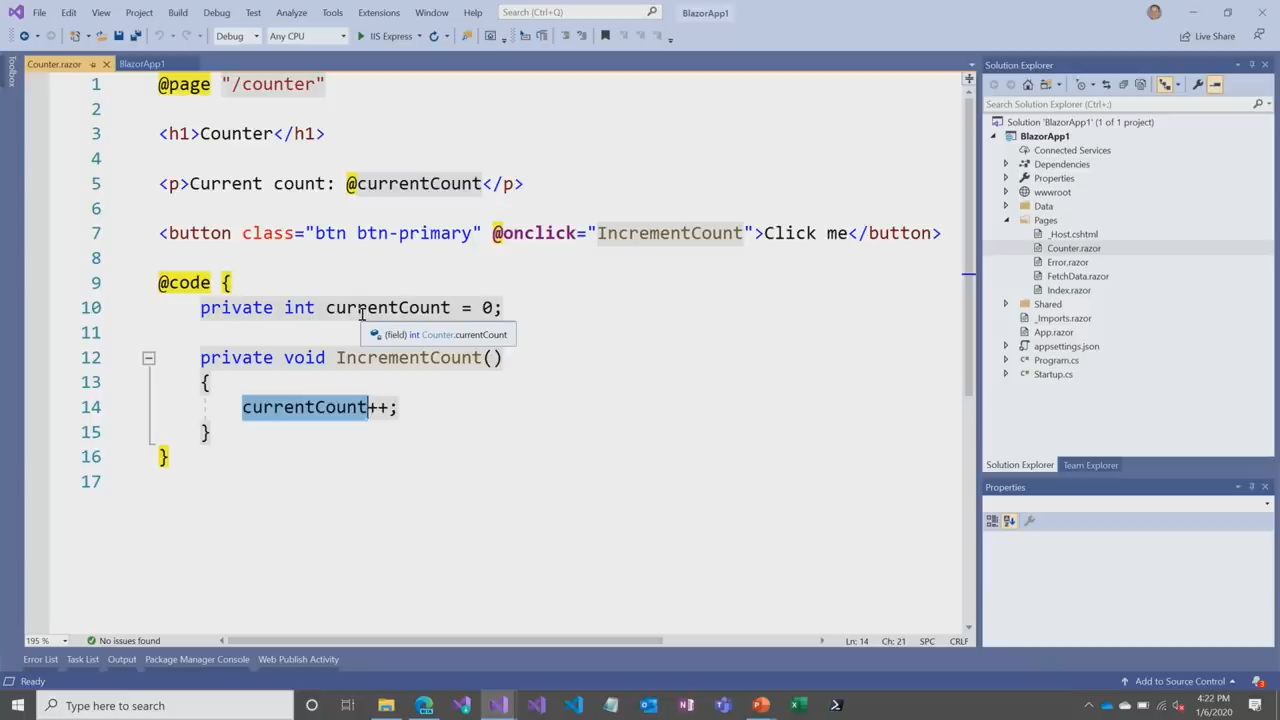 File Edit View Project Build Debug Test Analyze Tools Extensions Window Help Search (Ctrl+Q) BlazorApp1
Debug Any CPU IIS Express Live Share
Toolbox
Counter.razor BlazorApp1
1 @page "/counter"
2
3 <h1>Counter</h1>
4
5 <p>Current count: @currentCount</p>
6
7 <button class="btn btn-primary" @onclick="IncrementCount">Click me</button>
8
9 @code {
10 private int currentCount = 0;
(field) int Counter.currentCount
11
12 private void IncrementCount()
13 {
14 currentCount++;
15 }
16 }
17
195 % No issues found Ln: 14 Ch: 21 SPC CRLF
Solution Explorer
Search Solution Explorer (Ctrl+;)
Solution 'BlazorApp1' (1 of 1 project)
BlazorApp1
Connected Services
Dependencies
Properties
wwwroot
Data
Pages
_Host.cshtml
Counter.razor
Error.razor
FetchData.razor
Index.razor
Shared
_Imports.razor
App.razor
appsettings.json
Program.cs
Startup.cs
Solution Explorer Team Explorer
Properties
Error List Task List Output Package Manager Console Web Publish Activity
Ready Add to Source Control
Type here to search
4:22 PM
1/6/2020